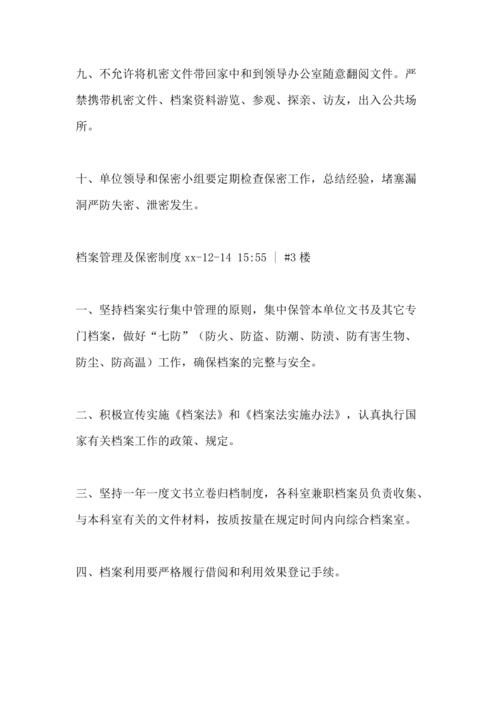 九、不允许将机密文件带回家中和到领导办公室随意翻阅文件。严
禁携带机密文件、档案资料游览、参观、探亲、访友，出入公共场
所。
十、单位领导和保密小组要定期检查保密工作，总结经验，堵塞漏
洞严防失密、泄密发生。
档案管理及保密制度 xx-12-14 15:55 | #3 楼
一、坚持档案实行集中管理的原则，集中保管本单位文书及其它专
门档案，做好“七防”（防火、防盗、防潮、防渍、防有害生物、
防尘、防高温）工作，确保档案的完整与安全。
二、积极宣传实施《档案法》和《档案法实施办法》，认真执行国
家有关档案工作的政策、规定。
三、坚持一年一度文书立卷归档制度，各科室兼职档案员负责收集、
与本科室有关的文件材料，按质按量在规定时间内向综合档案室。
四、档案利用要严格履行借阅和利用效果登记手续。